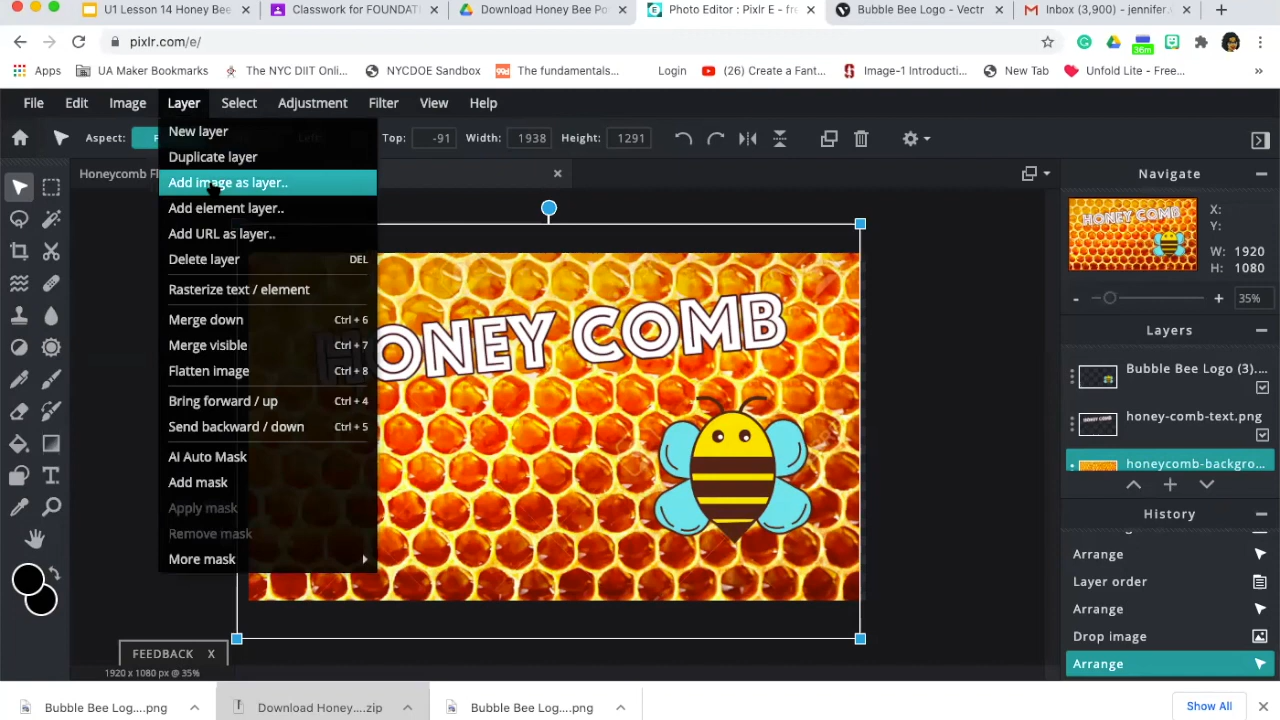 U1 Lesson 14 Honey Bee
Classwork for FOUNDATI
Download Honey Bee Po
Photo Editor : Pixlr E - fre
Bubble Bee Logo - Vectr
Inbox (3,900) - jennifer.
pixlr.com/e/
36m
Apps
UA Maker Bookmarks
The NYC DIIT Onli...
NYCDOE Sandbox
The fundamentals...
Login
(26) Create a Fant...
Image-1 Introducti...
New Tab
Unfold Lite - Free...
»
File Edit Image Layer Select Adjustment Filter View Help
Aspect: Top: -91 Width: 1938 Height: 1291
Honeycomb Fl
New layer
Duplicate layer
Add image as layer..
Add element layer..
Add URL as layer..
Delete layer DEL
Rasterize text / element
Merge down Ctrl + 6
Merge visible Ctrl + 7
Flatten image Ctrl + 8
Bring forward / up Ctrl + 4
Send backward / down Ctrl + 5
AI Auto Mask
Add mask
Apply mask
Remove mask
More mask
HONEY COMB
Navigate
HONEY COMB
X:
Y:
W: 1920
H: 1080
- + 35%
Layers
Bubble Bee Logo (3)....
honey-comb-text.png
honeycomb-backgro...
History
Arrange
Layer order
Arrange
Drop image
Arrange
FEEDBACK X
1920 x 1080 px @ 35%
Bubble Bee Log....png
Download Honey....zip
Bubble Bee Log....png
Show All